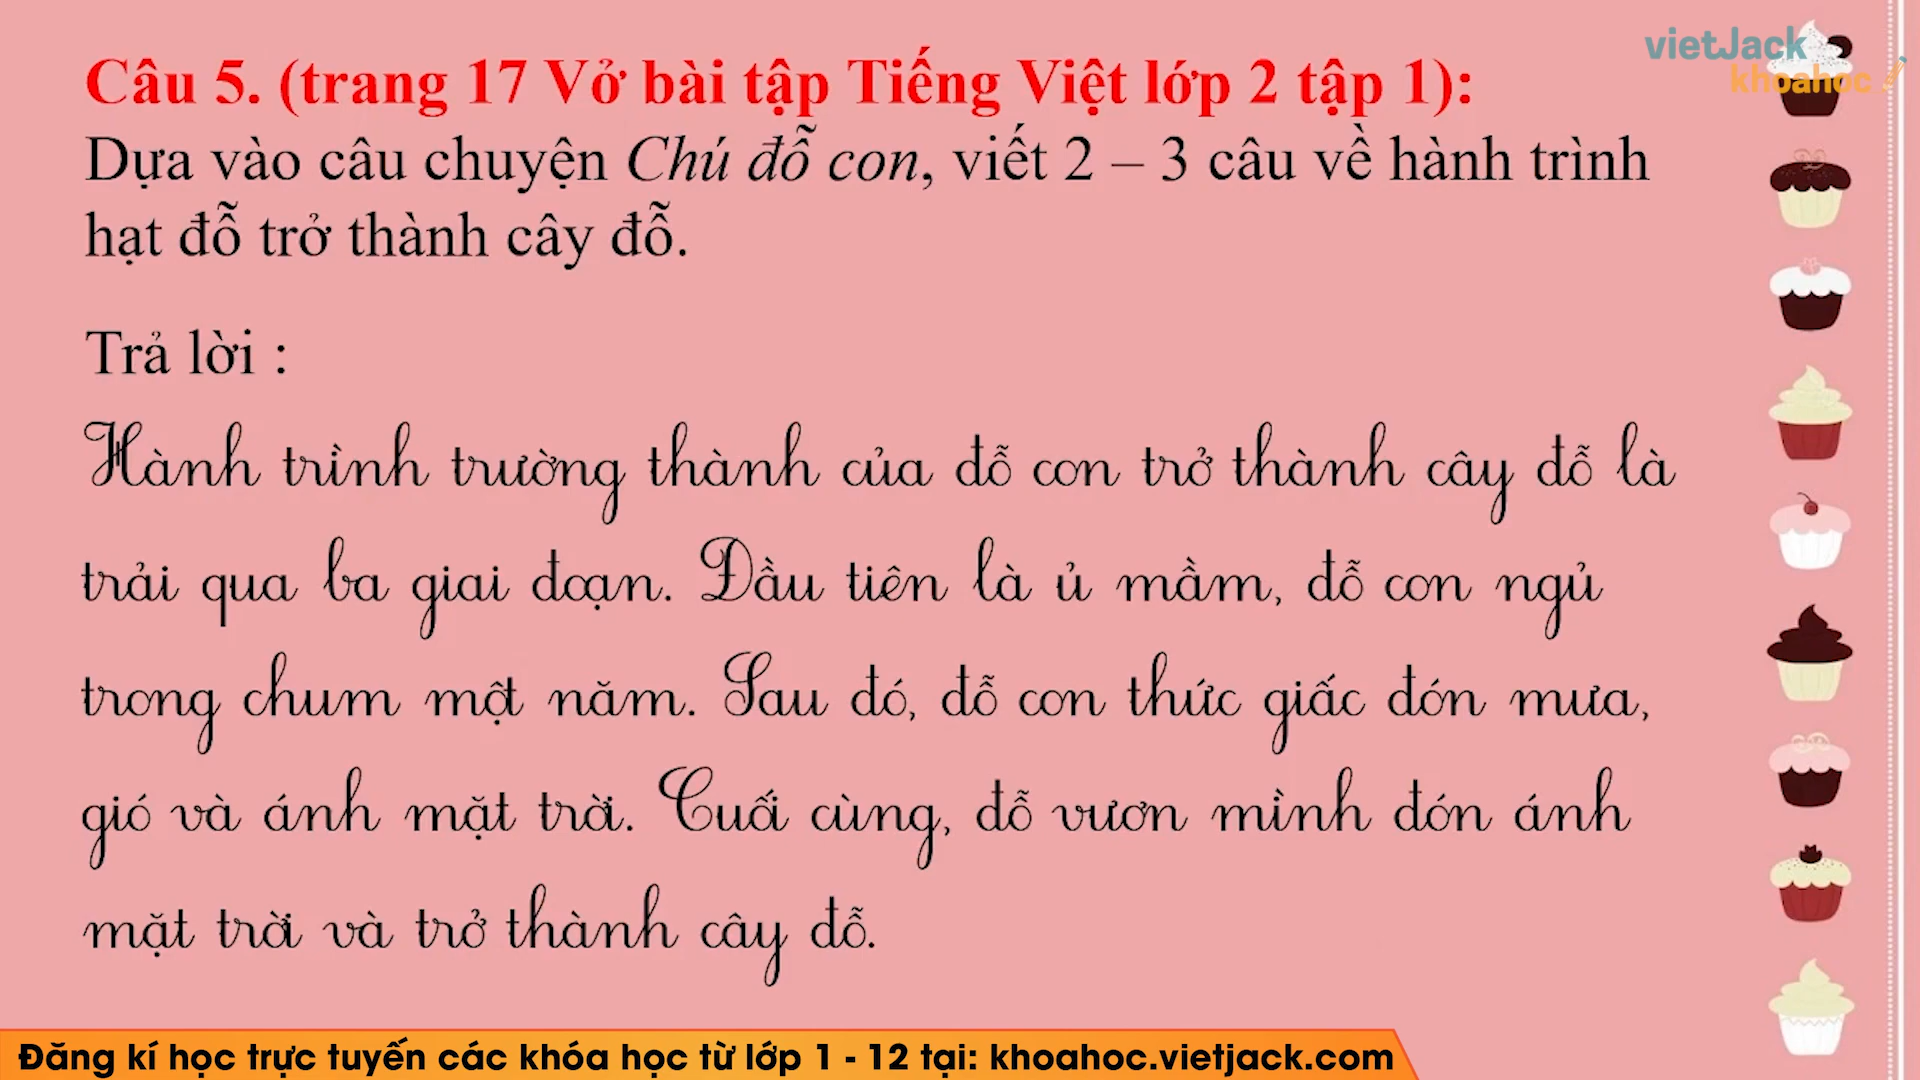 vietJack
khoahoc
Câu 5. (trang 17 Vở bài tập Tiếng Việt lớp 2 tập 1):
Dựa vào câu chuyện Chú đỗ con, viết 2 – 3 câu về hành trình
hạt đỗ trở thành cây đỗ.
Trả lời :
Hành trình trường thành của đỗ con trở thành cây đỗ là
trải qua ba giai đoạn. Đầu tiên là ủ mầm, đỗ con ngủ
trong chum một năm. Sau đó, đỗ con thức giấc đón mưa,
gió và ánh mặt trời. Cuối cùng, đỗ vươn mình đón ánh
mặt trời và trở thành cây đỗ.
Đăng kí học trực tuyến các khóa học từ lớp 1 - 12 tại: khoahoc.vietjack.com